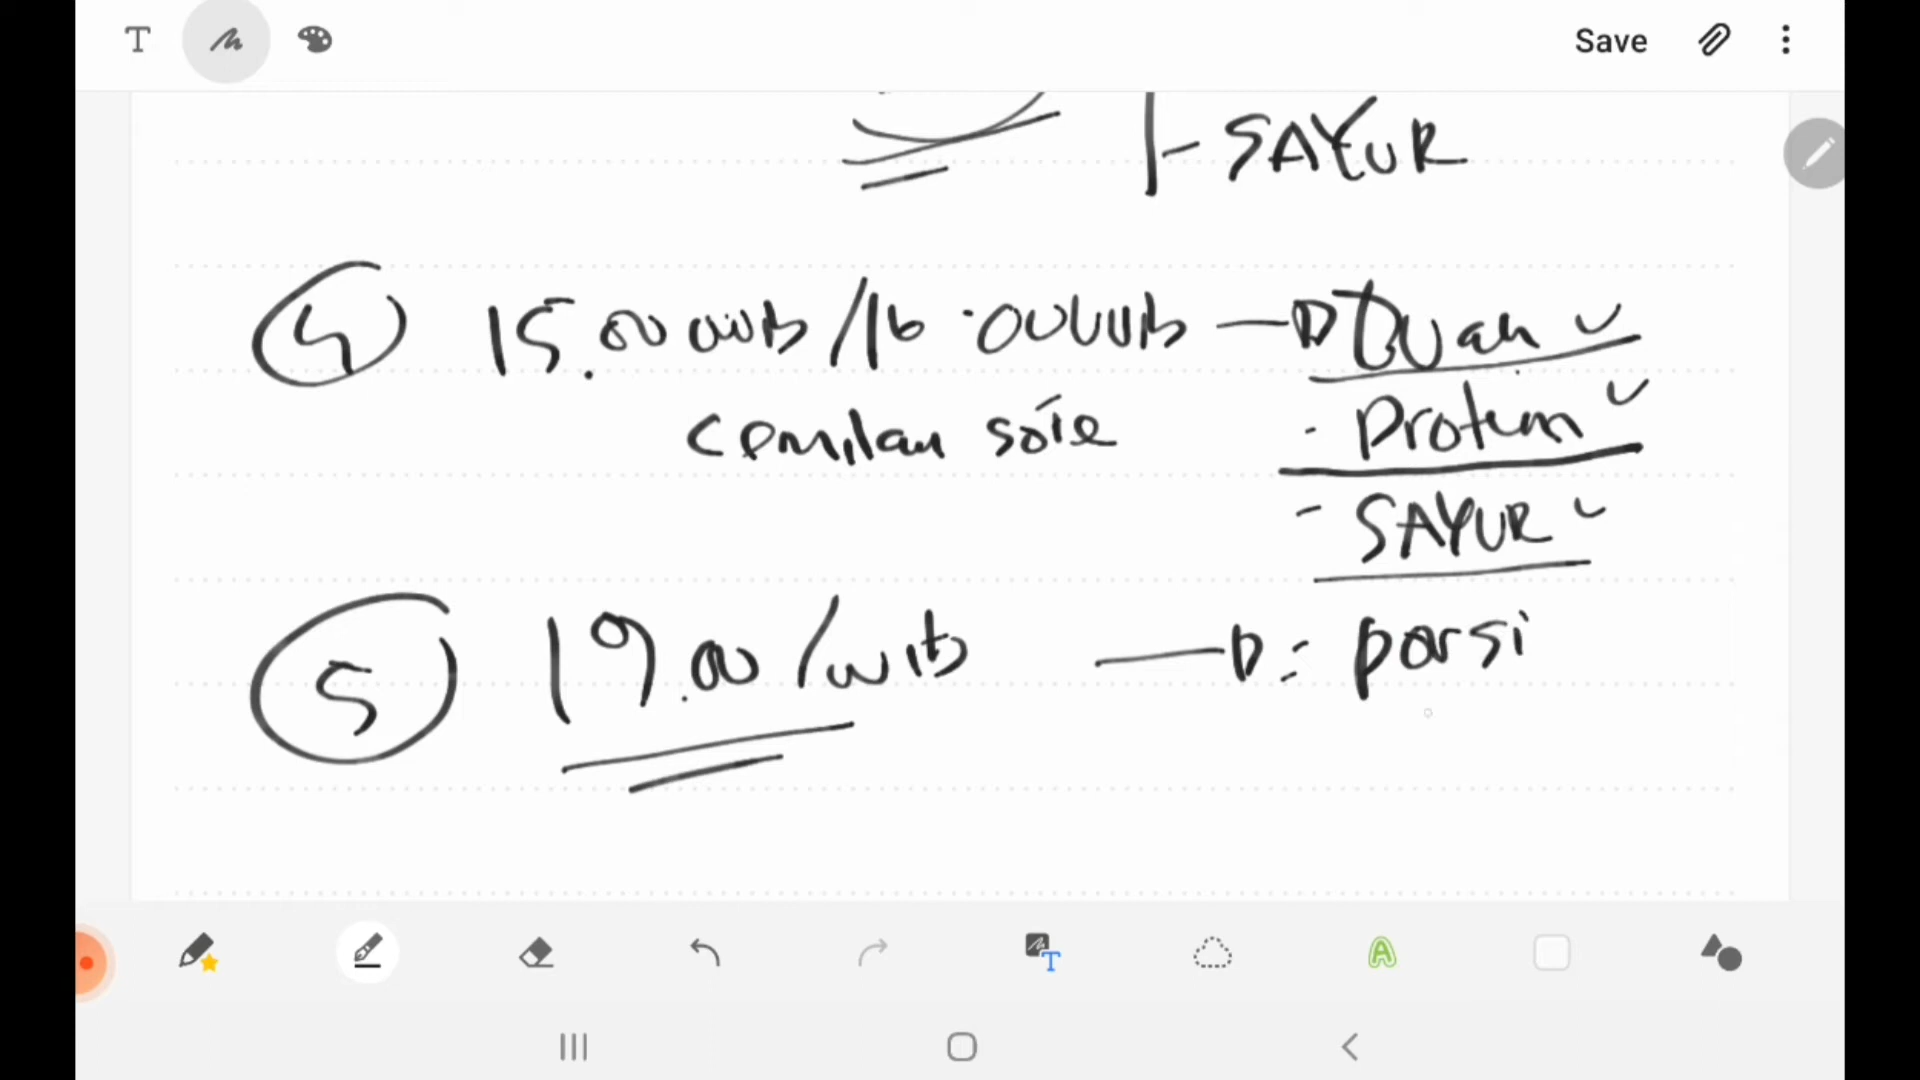 Save
- SAYUR
4 15.00 wib / 16.00 wib — Buah
cemilan sore - Protein
- SAYUR
5 19.00 / wib — : porsi